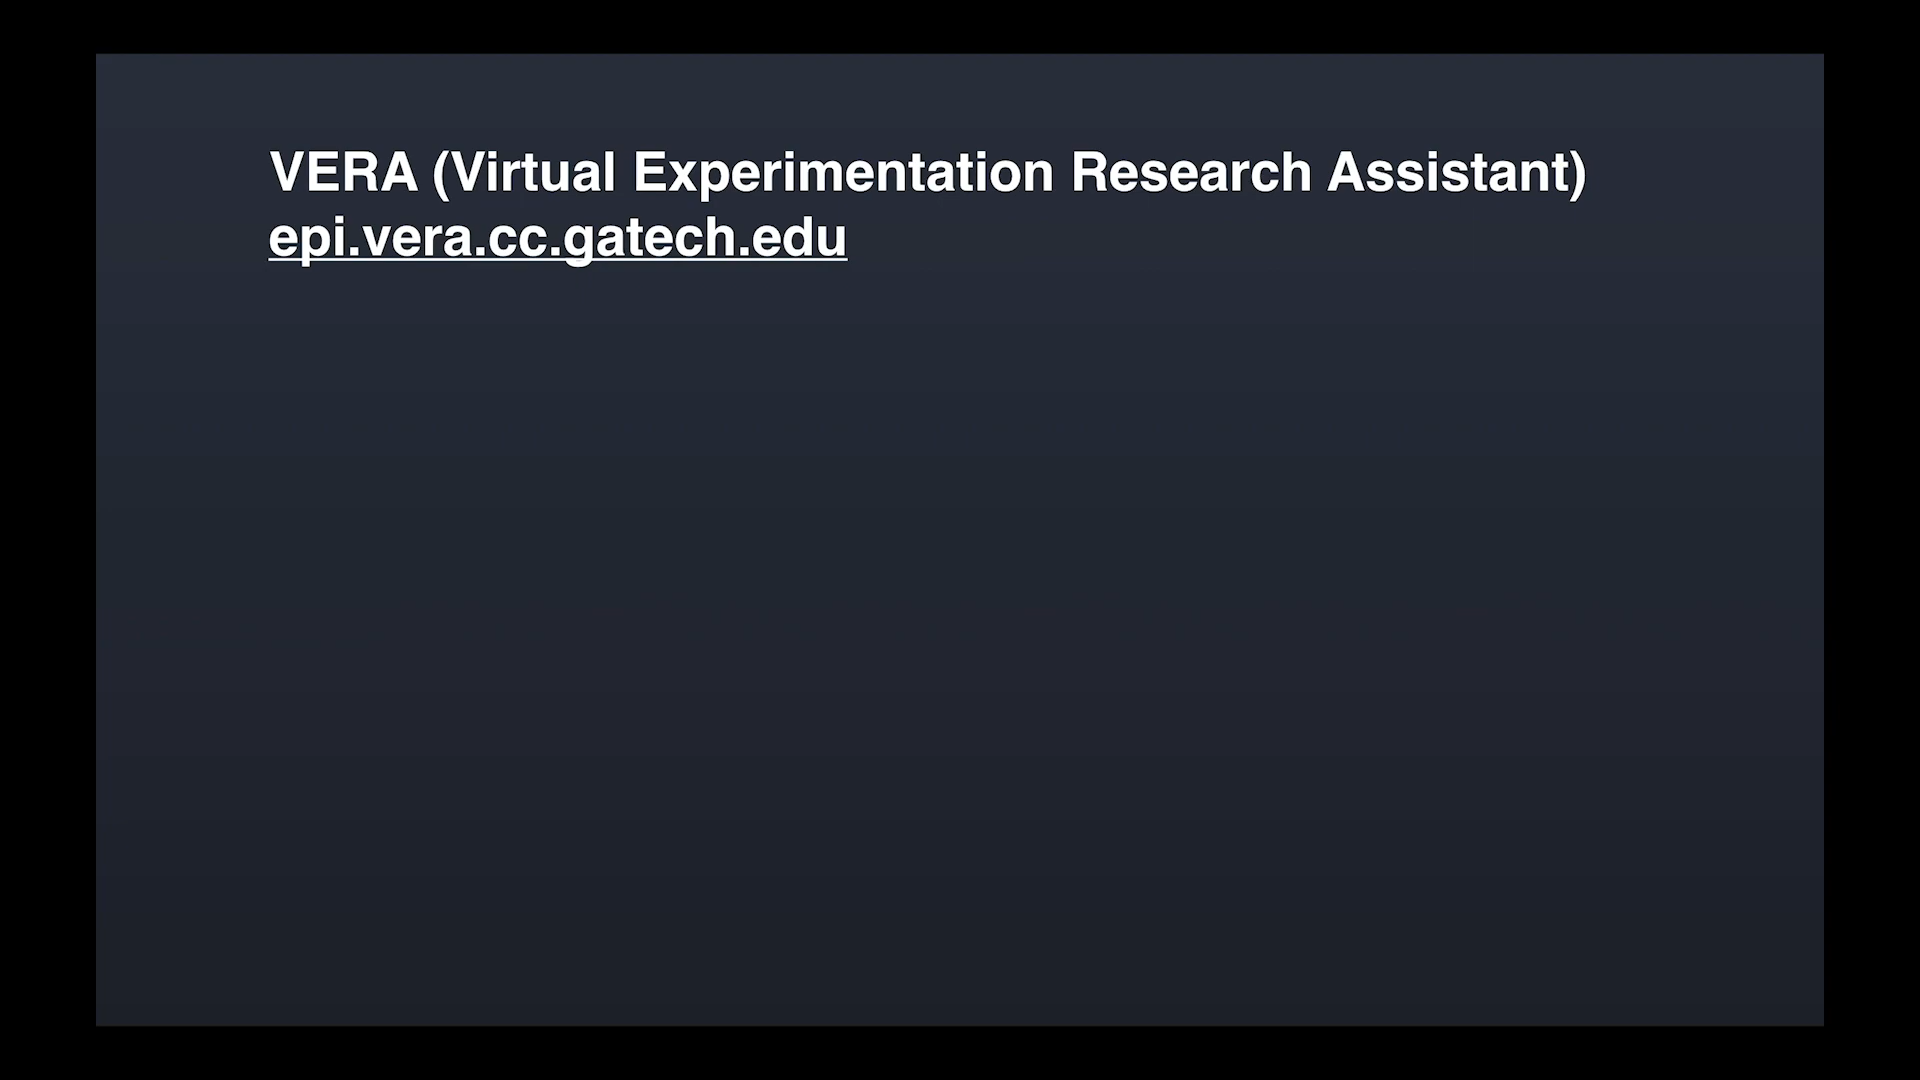 VERA (Virtual Experimentation Research Assistant)
epi.vera.cc.gatech.edu